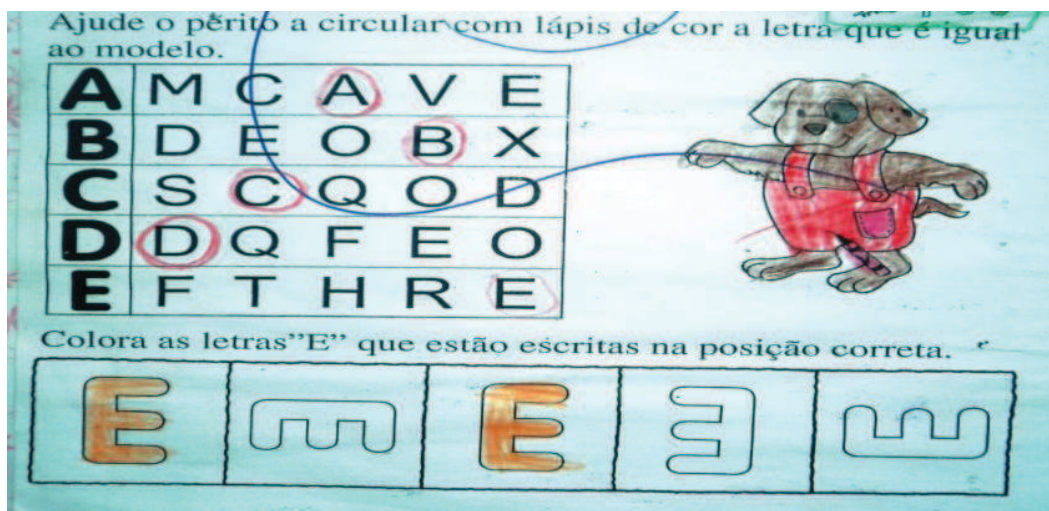 Ajude o perito a circular com lápis de cor a letra que é igual
ao modelo.
A M C A V E
B D E O B X
C S C Q O D
D D Q F E O
E F T H R E
Colora as letras”E” que estão escritas na posição correta.
E E E E E